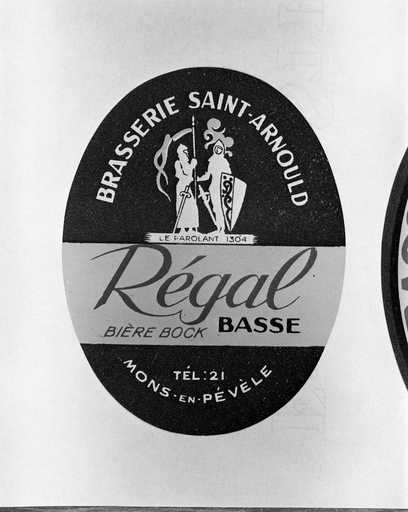 BRASSERIE SAINT-ARNOULD
LE PAROLANT 1304
Régal
BIÈRE BOCK BASSE
TÉL: 21
MONS-EN-PÉVÈLE